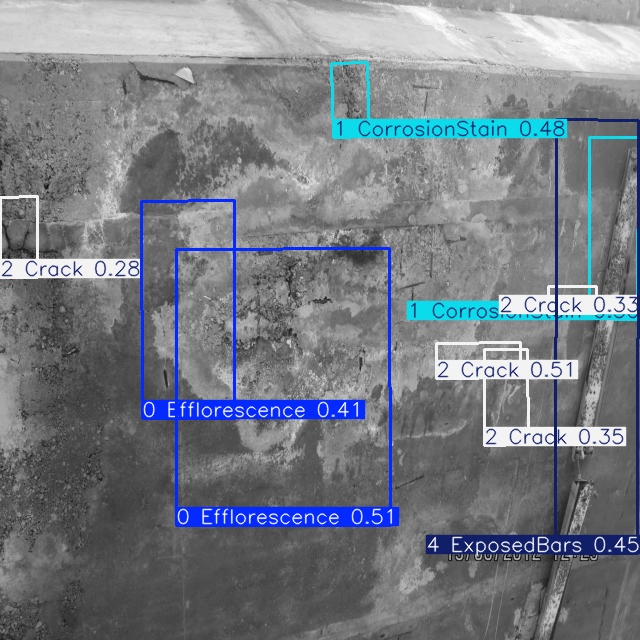 1 CorrosionStain 0.48
2 Crack 0.28
2 Crack 0.33
2 Crack 0.51
0 Efflorescence 0.41
2 Crack 0.35
0 Efflorescence 0.51
4 ExposedBars 0.45